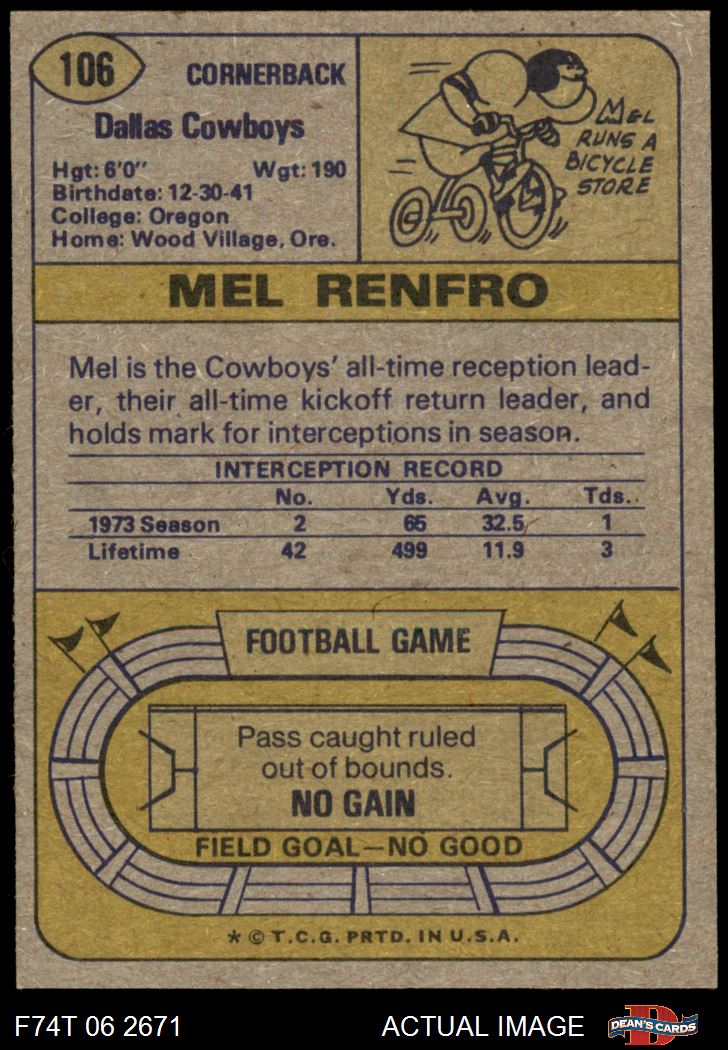 106
CORNERBACK
Dallas Cowboys
Hgt: 6'0" Wgt: 190
Birthdate: 12-30-41
College: Oregon
Home: Wood Village, Ore.
MEL
RUNS A
BICYCLE
STORE
MEL RENFRO
Mel is the Cowboys' all-time reception lead-
er, their all-time kickoff return leader, and
holds mark for interceptions in season.
INTERCEPTION RECORD
No. Yds. Avg. Tds.
1973 Season 2 65 32.5 1
Lifetime 42 499 11.9 3
FOOTBALL GAME
Pass caught ruled
out of bounds.
NO GAIN
FIELD GOAL—NO GOOD
* © T.C.G. PRTD. IN U.S.A.
F74T 06 2671 ACTUAL IMAGE
D
DEAN'S CARDS